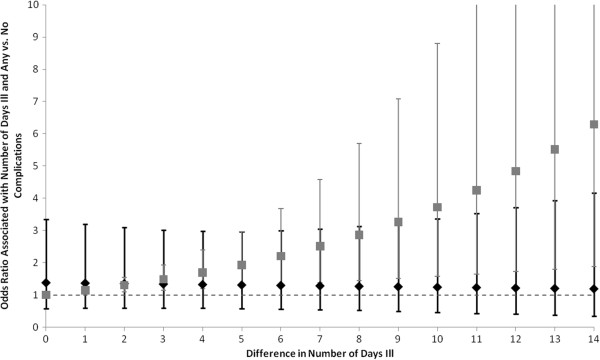 Odds Ratio Associated with Number of Days Ill and Any vs. No
Complications
10
9
8
7
6
5
4
3
2
1
0
0 1 2 3 4 5 6 7 8 9 10 11 12 13 14
Difference in Number of Days Ill